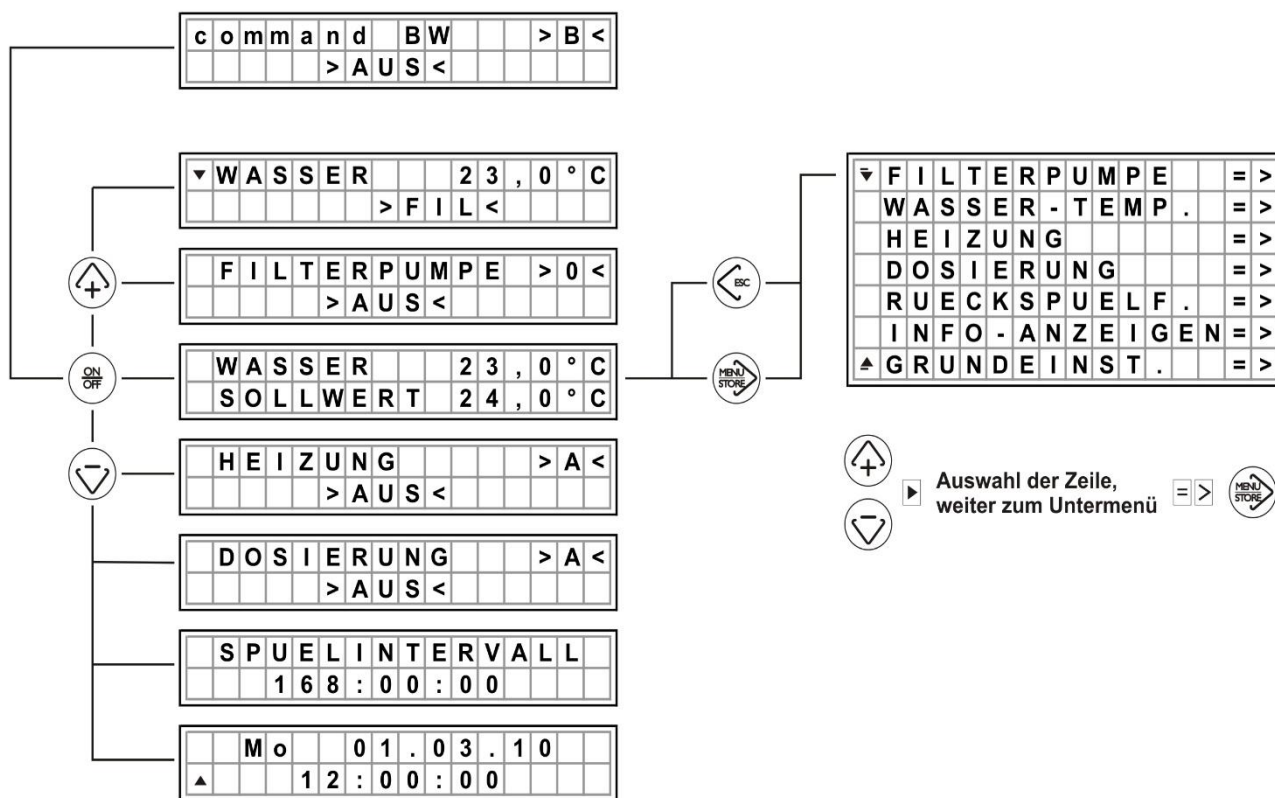 command BW >B<
>AUS<
▼WASSER 23,0°C
>FIL<
FILTERPUMPE >0<
>AUS<
WASSER 23,0°C
SOLLWERT 24,0°C
HEIZUNG >A<
>AUS<
DOSIERUNG >A<
>AUS<
SPUELINTERVALL
168:00:00
Mo 01.03.10
▲ 12:00:00
+
ON
OFF
-
ESC
MENU
STORE
FILTERPUMPE =>
WASSER-TEMP. =>
HEIZUNG =>
DOSIERUNG =>
RUECKSPUELF. =>
INFO-ANZEIGEN=>
GRUNDEINST. =>
+
-
▶ Auswahl der Zeile,
weiter zum Untermenü =>
MENU
STORE